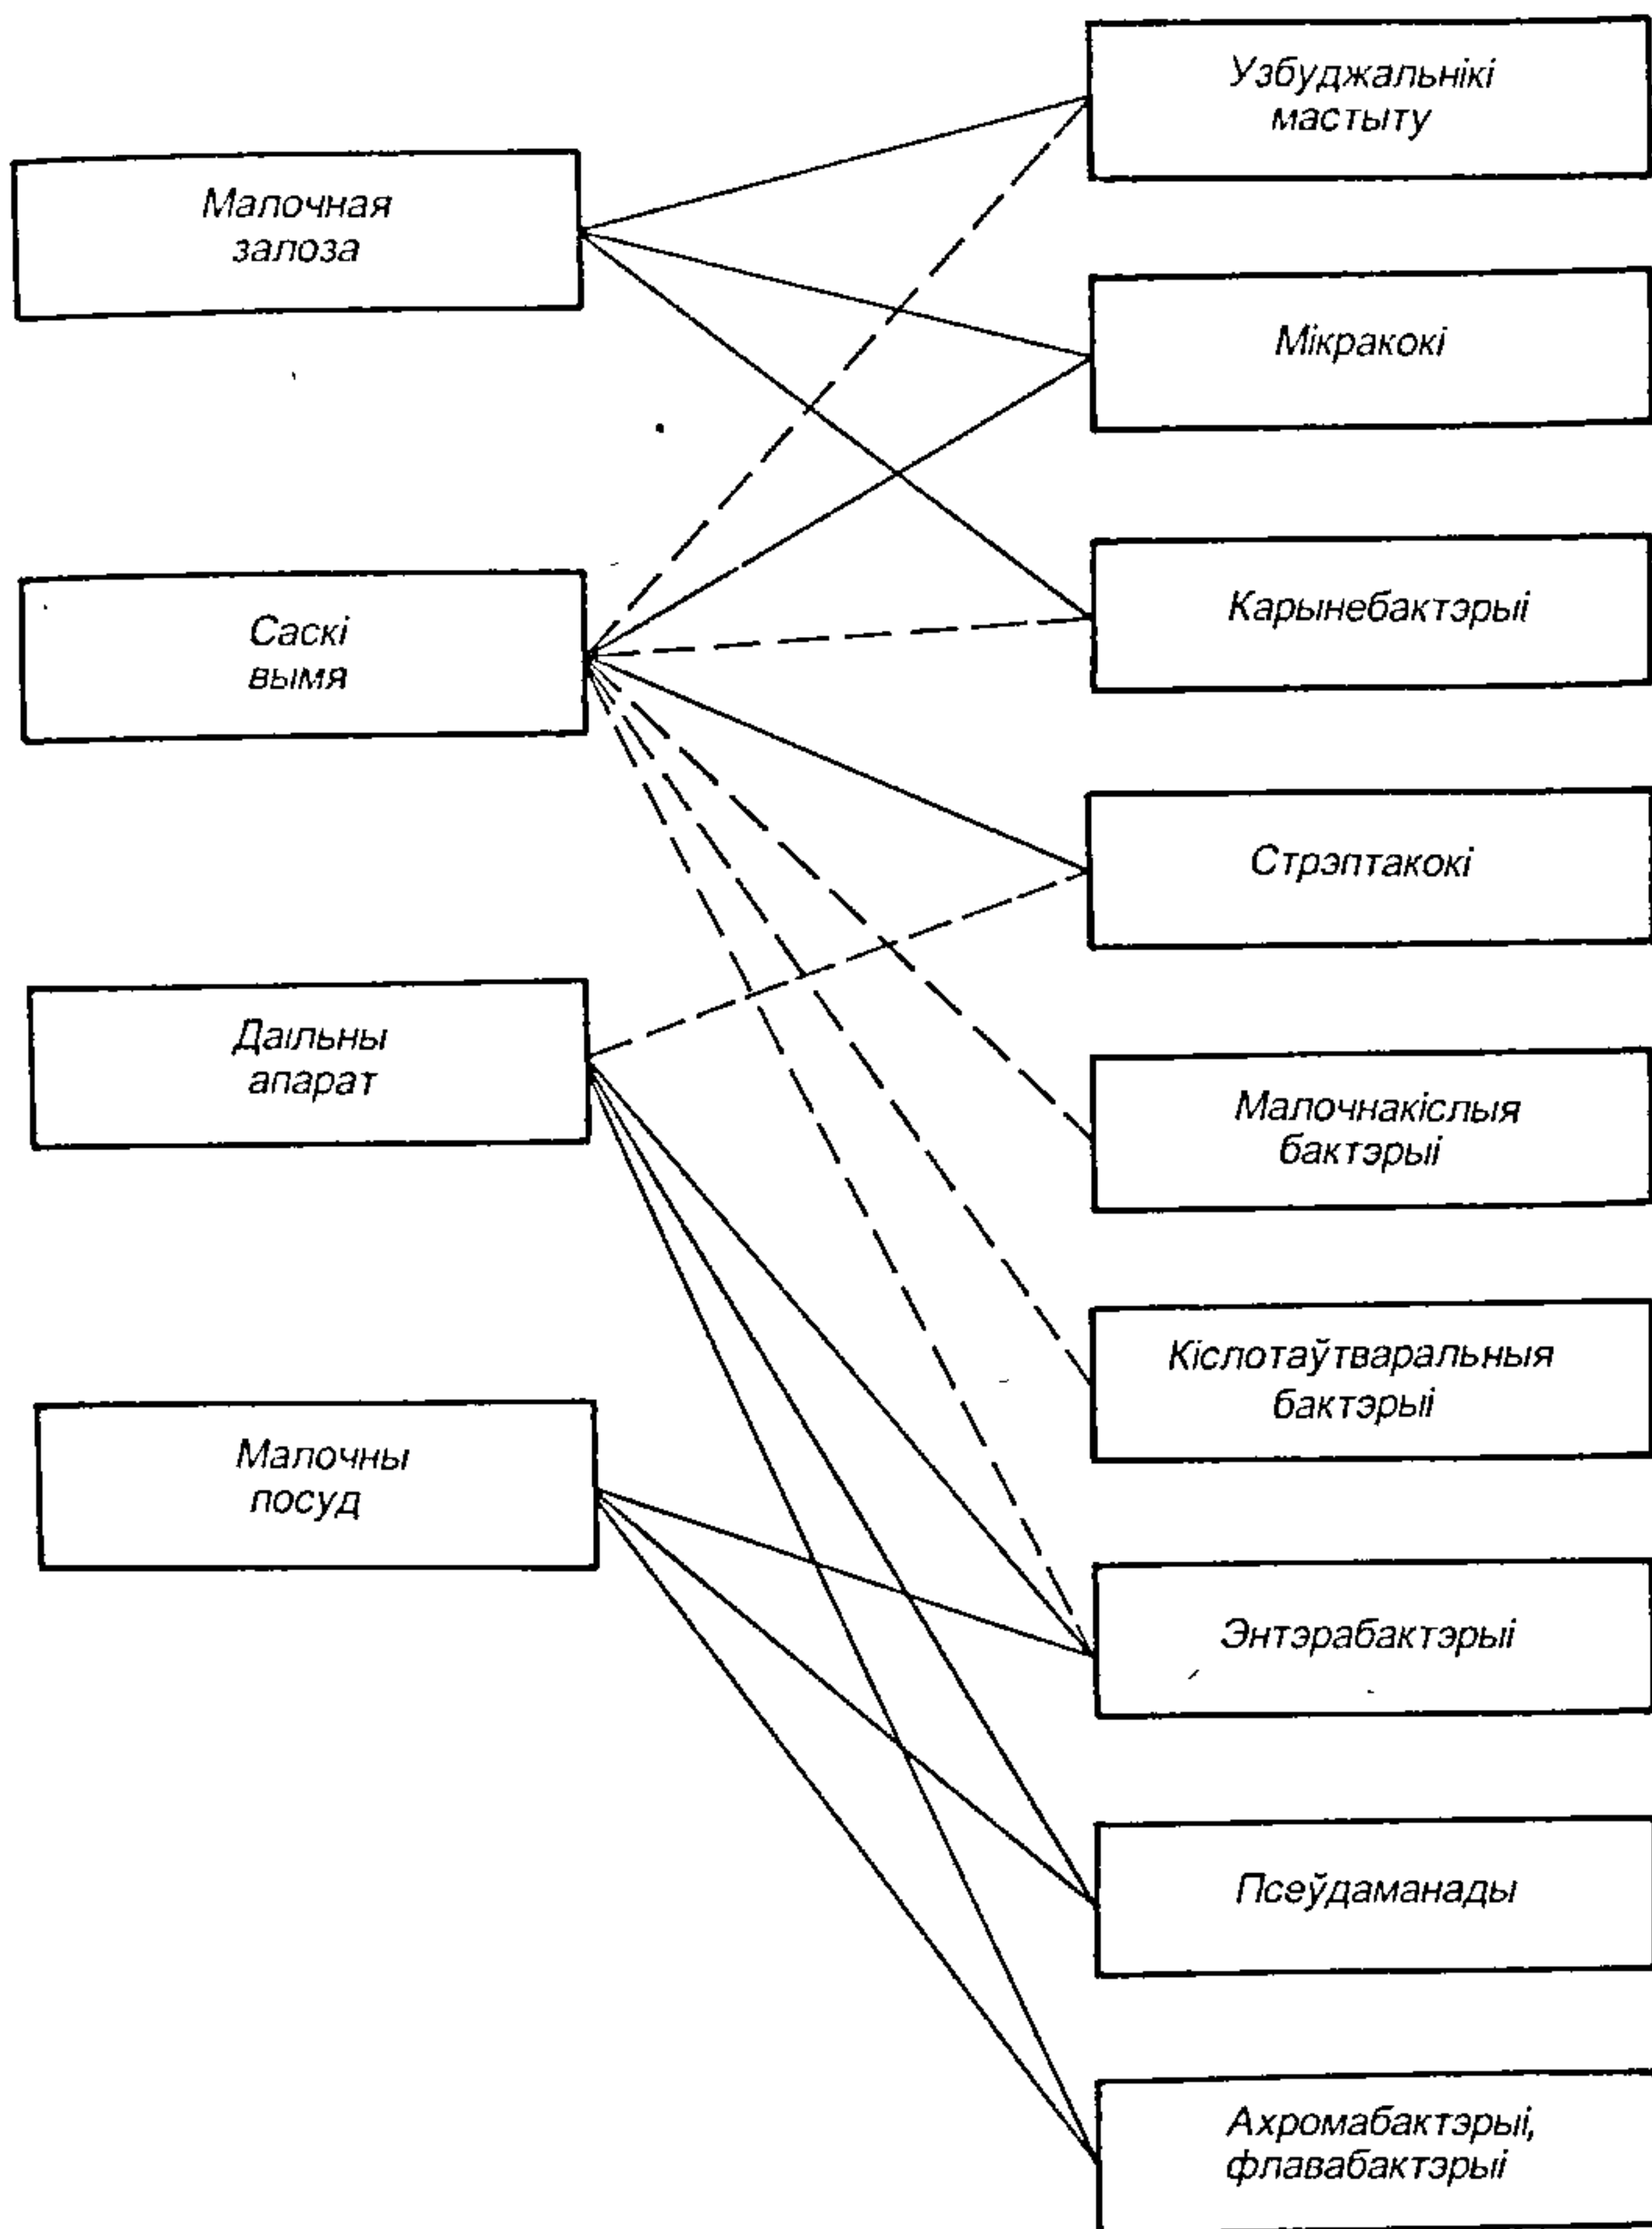 Малочная
залоза
Саскі
вымя
Даільны
апарат
Малочны
посуд
Узбуджальнікі
мастыту
Мікракокі
Карынебактэрыі
Стрэптакокі
Малочнакіслыя
бактэрыі
Кіслотаўтваральныя
бактэрыі
Энтэрабактэрыі
Псеўдаманады
Ахромабактэрыі,
флавабактэрыі